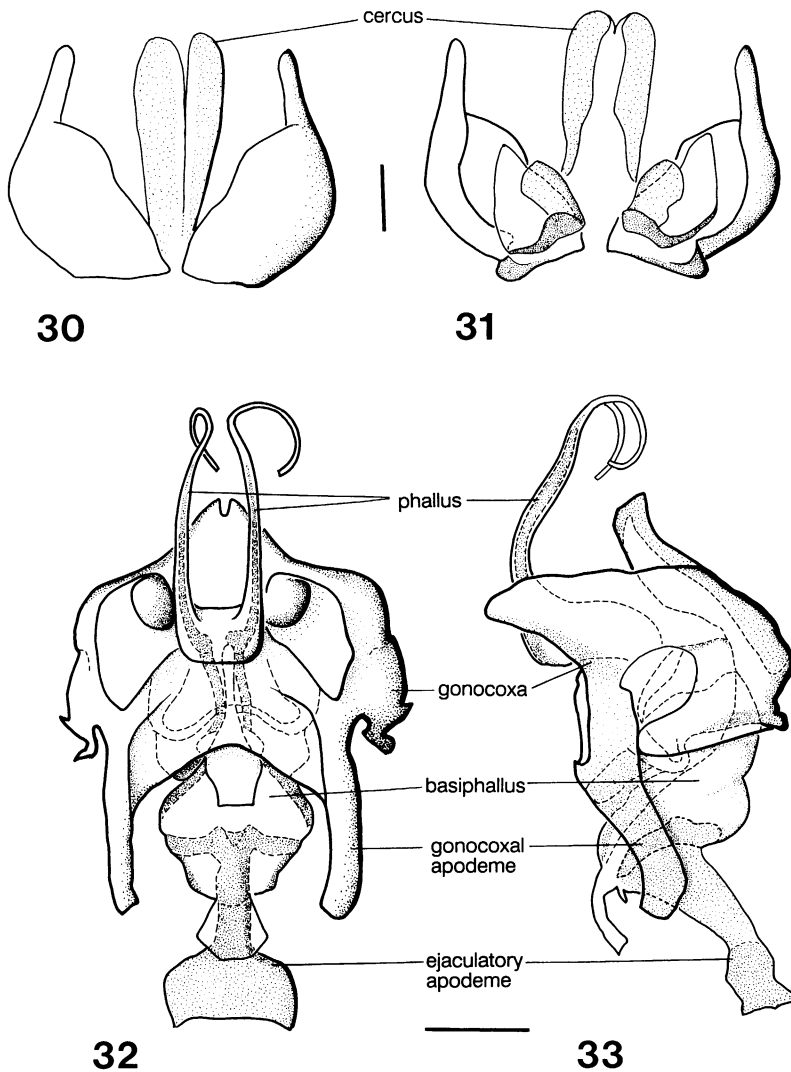 cercus
30
31
phallus
gonocoxa
basiphallus
gonocoxal
apodeme
ejaculatory
apodeme
32
33